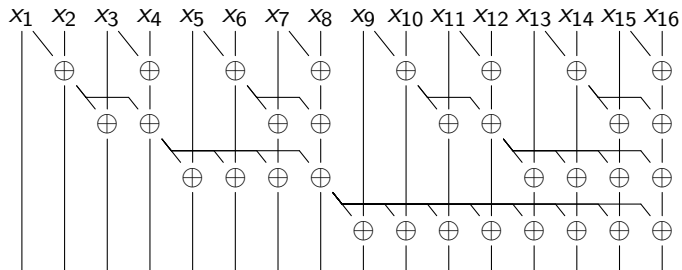 x₁ x₂ x₃ x₄ x₅ x₆ x₇ x₈ x₉ x₁₀ x₁₁ x₁₂ x₁₃ x₁₄ x₁₅ x₁₆